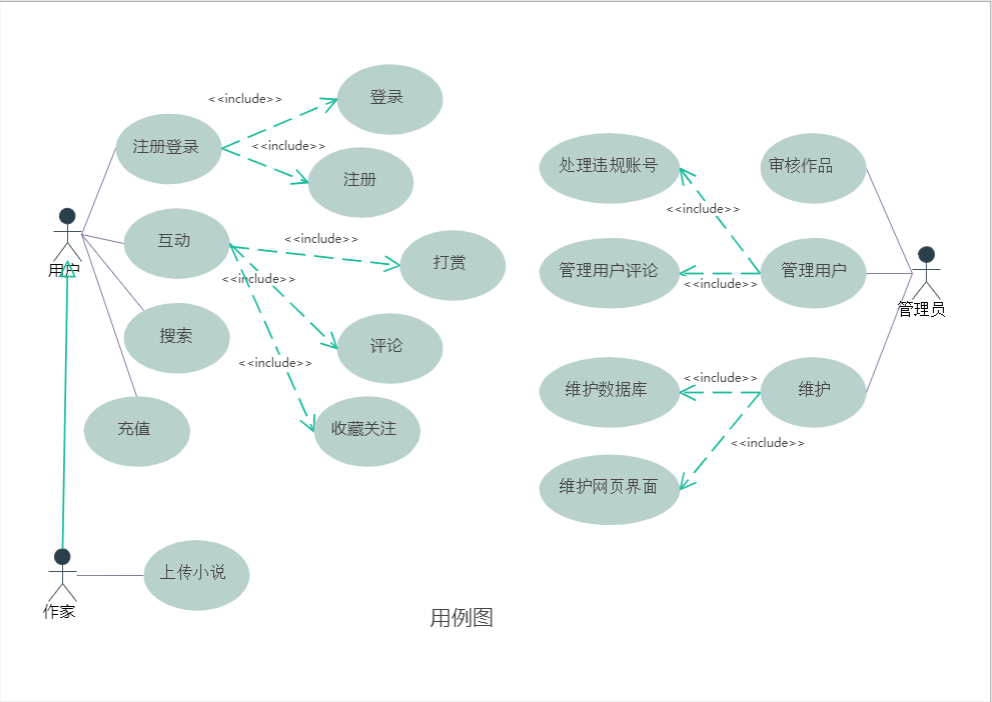 <<include>>
登录
注册登录
<<include>>
注册
用户
互动
<<include>>
打赏
<<include>>
搜索
评论
<<include>>
充值
收藏关注
作家
上传小说
处理违规账号
审核作品
<<include>>
管理用户评论
<<include>>
管理用户
管理员
维护数据库
<<include>>
维护
<<include>>
维护网页界面
用例图